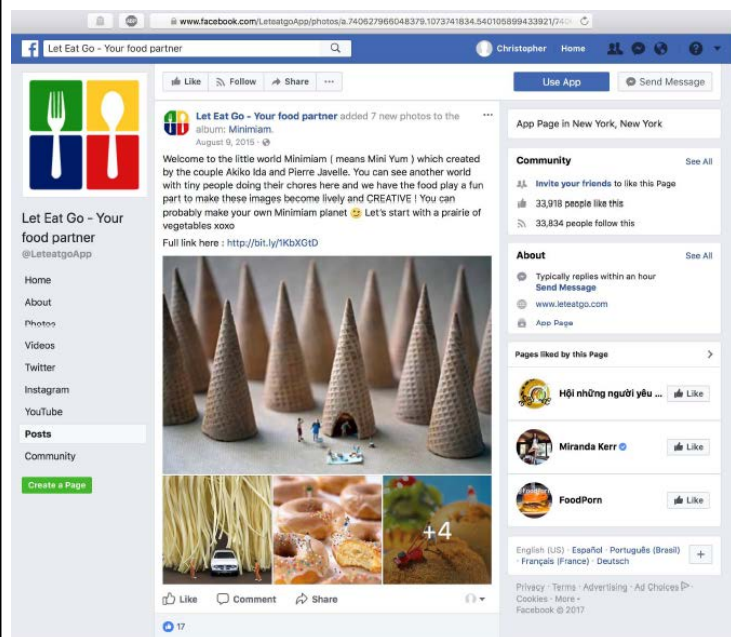 www.facebook.com/LeteatgoApp/photos/a.740627966048379.1073741834.540105899433921/740
Let Eat Go - Your food partner
Christopher Home
Like Follow Share ...
Use App Send Message
Let Eat Go - Your food partner added 7 new photos to the
album: Minimiam.
August 9, 2015 ·
Welcome to the little world Minimiam ( means Mini Yum ) which created
by the couple Akiko Ida and Pierre Javelle. You can see another world
with tiny people doing their chores here and we have the food play a fun
part to make these images become lively and CREATIVE ! You can
probably make your own Minimiam planet 😉 Let's start with a prairie of
vegetables xoxo
Full link here : http://bit.ly/1KbXGtD
+4
Like Comment Share
17
Let Eat Go - Your
food partner
@LeteatgoApp
Home
About
Photos
Videos
Twitter
Instagram
YouTube
Posts
Community
Create a Page
App Page in New York, New York
Community See All
Invite your friends to like this Page
33,918 people like this
33,834 people follow this
About See All
Typically replies within an hour
Send Message
www.leteatgo.com
App Page
Pages liked by this Page
Hội những người yêu ... Like
Miranda Kerr Like
FoodPorn Like
English (US) · Español · Português (Brasil)
· Français (France) · Deutsch
Privacy · Terms · Advertising · Ad Choices ·
Cookies · More
Facebook © 2017